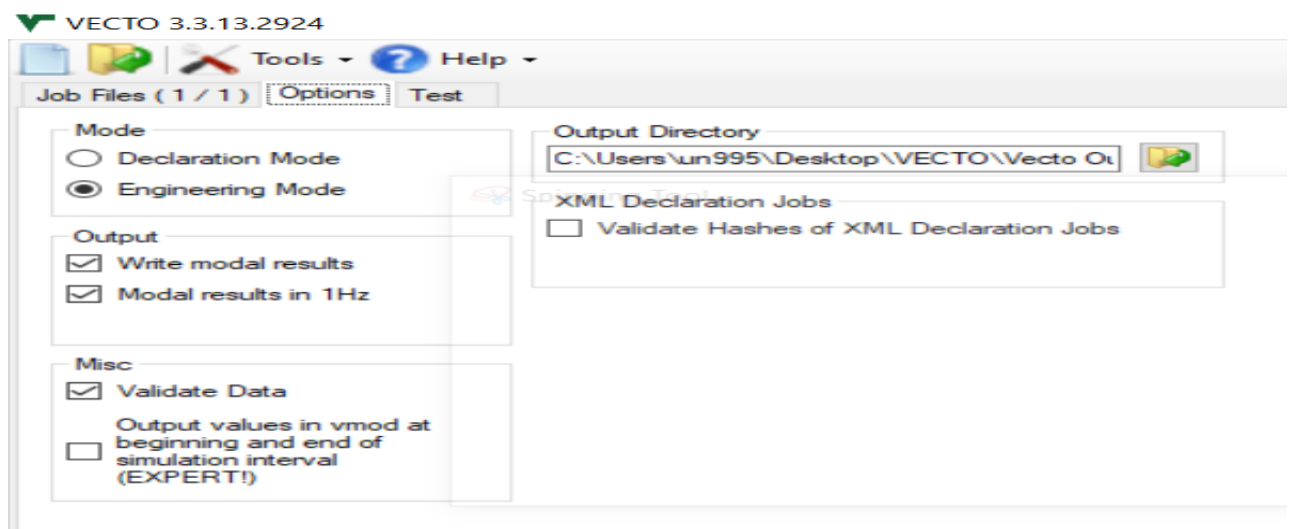 VECTO 3.3.13.2924
Tools Help
Job Files ( 1 / 1 ) Options Test
Mode
Declaration Mode
Engineering Mode
Output
Write modal results
Modal results in 1Hz
Misc
Validate Data
Output values in vmod at
beginning and end of
simulation interval
(EXPERT!)
Output Directory
C:\Users\un995\Desktop\VECTO\Vecto Ou
Snipping Tool
XML Declaration Jobs
Validate Hashes of XML Declaration Jobs